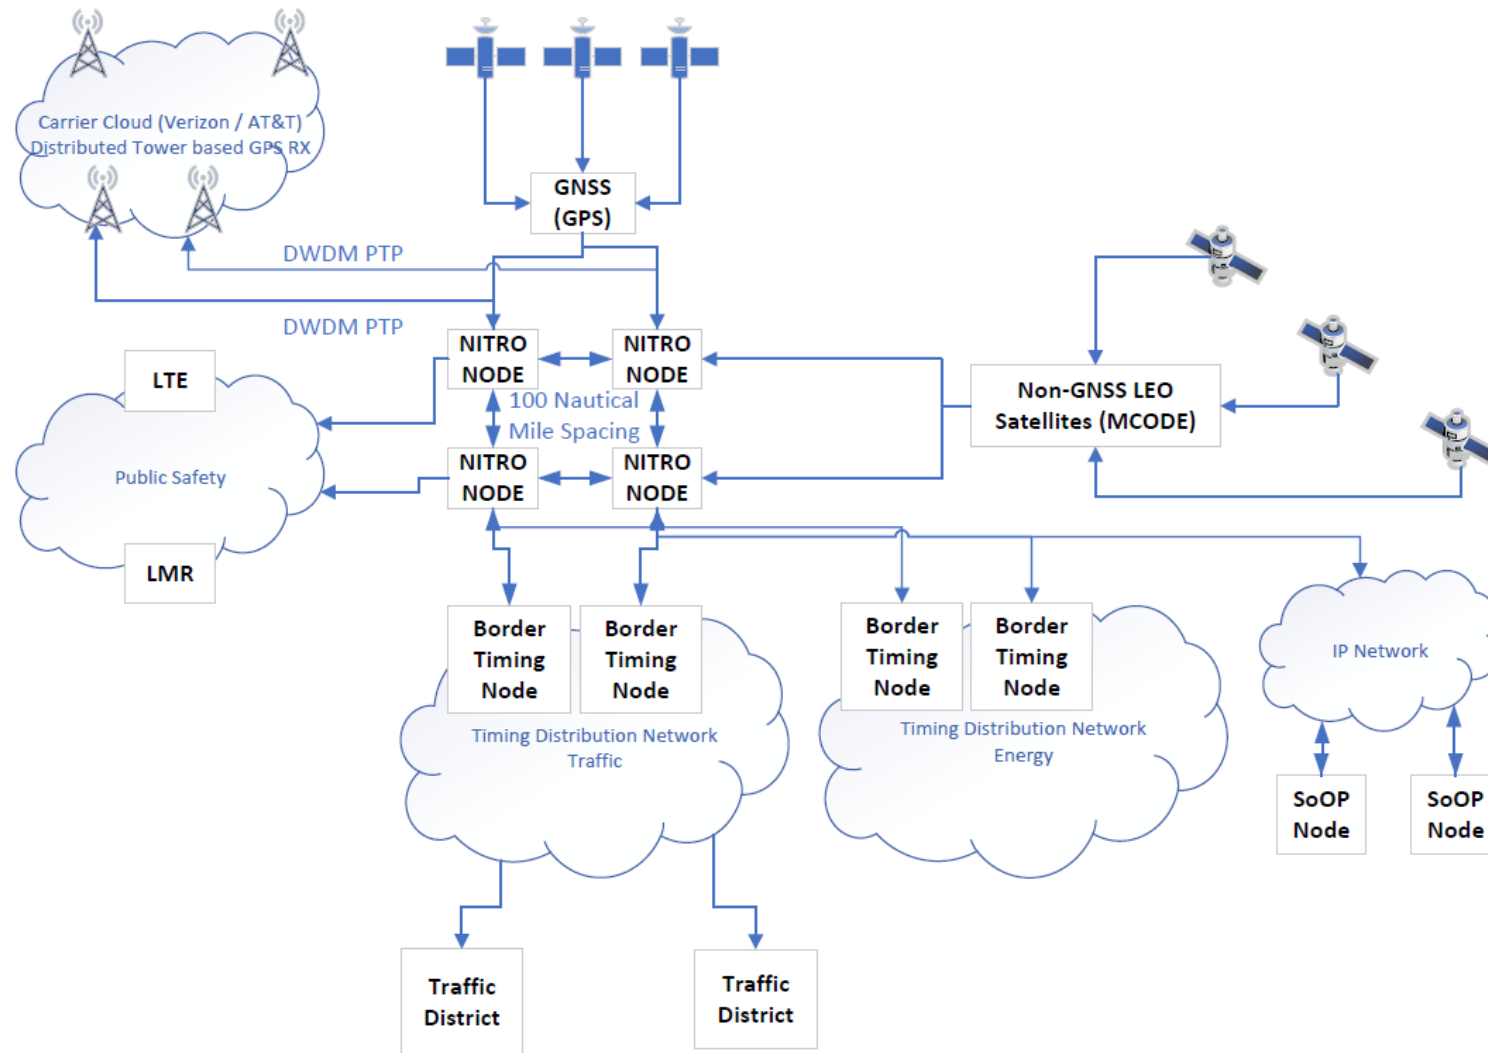 Carrier Cloud (Verizon / AT&T)
Distributed Tower based GPS RX
GNSS
(GPS)
DWDM PTP
DWDM PTP
NITRO
NODE
NITRO
NODE
100 Nautical
Mile Spacing
NITRO
NODE
NITRO
NODE
Non-GNSS LEO
Satellites (MCODE)
LTE
Public Safety
LMR
Border
Timing
Node
Border
Timing
Node
Timing Distribution Network
Traffic
Border
Timing
Node
Border
Timing
Node
Timing Distribution Network
Energy
IP Network
SoOP
Node
SoOP
Node
Traffic
District
Traffic
District